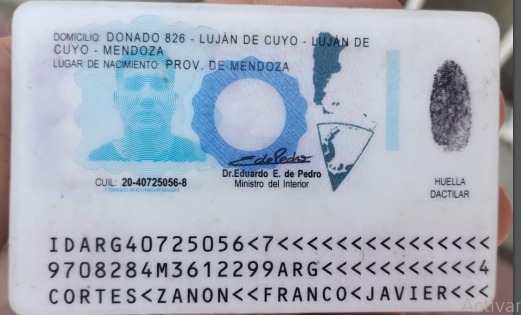 DOMICILIO: DONADO 826 - LUJÁN DE CUYO - LUJÁN DE
CUYO - MENDOZA
LUGAR DE NACIMIENTO: PROV. DE MENDOZA
Dr.Eduardo E. de Pedro
Ministro del Interior
CUIL: 20-40725056-8
HUELLA
DACTILAR
IDARG40725056<7<<<<<<<<<<<<<<<
9708284M3612299ARG<<<<<<<<<<<4
CORTES<ZANON<<FRANCO<JAVIER<<<
Activar